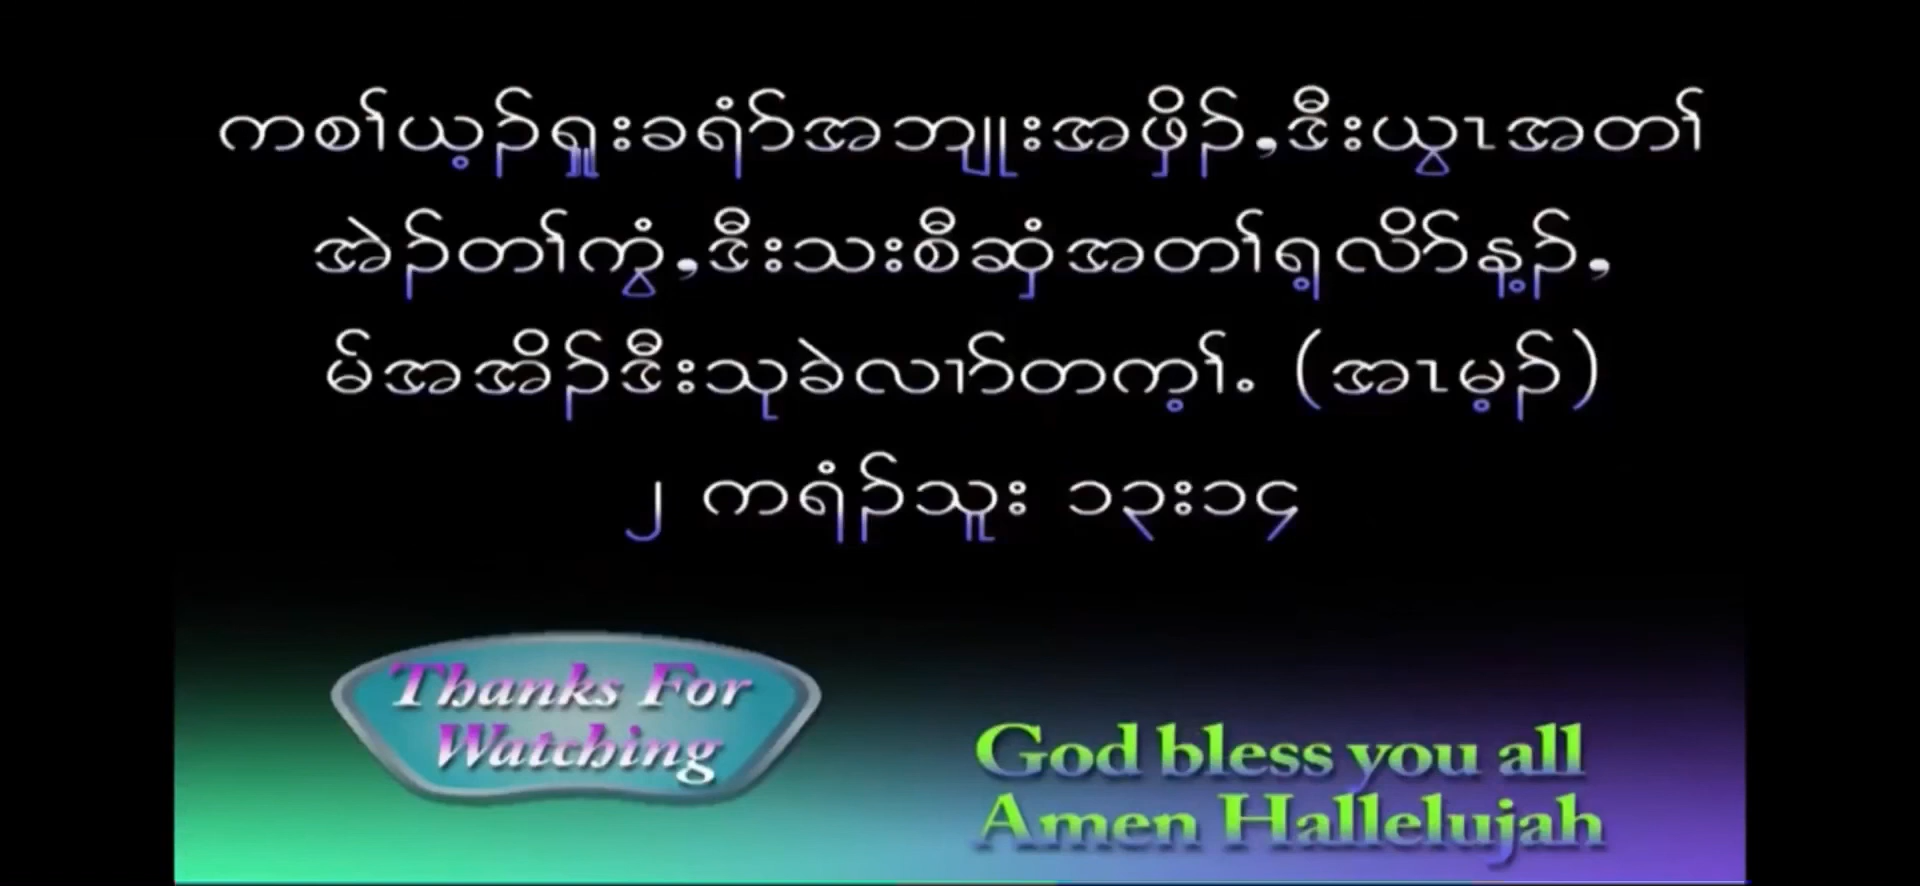 ကစၢ်ယ့ၣ်ၡူးခရံာ်အဘျုးအဖှိၣ်,ဒီးယွၤအတၢ်
အဲၣ်တၢ်ကွံ,ဒီးသးစီဆှံအတၢ်ရ့လိာ်န့ၣ်,
မ်အအိၣ်ဒီးသုခဲလၢာ်တက့ၢ်. (အၤမ့ၣ်)
၂ ကရံၣ်သူး ၁၃း၁၄
Thanks For
Watching
God bless you all
Amen Hallelujah